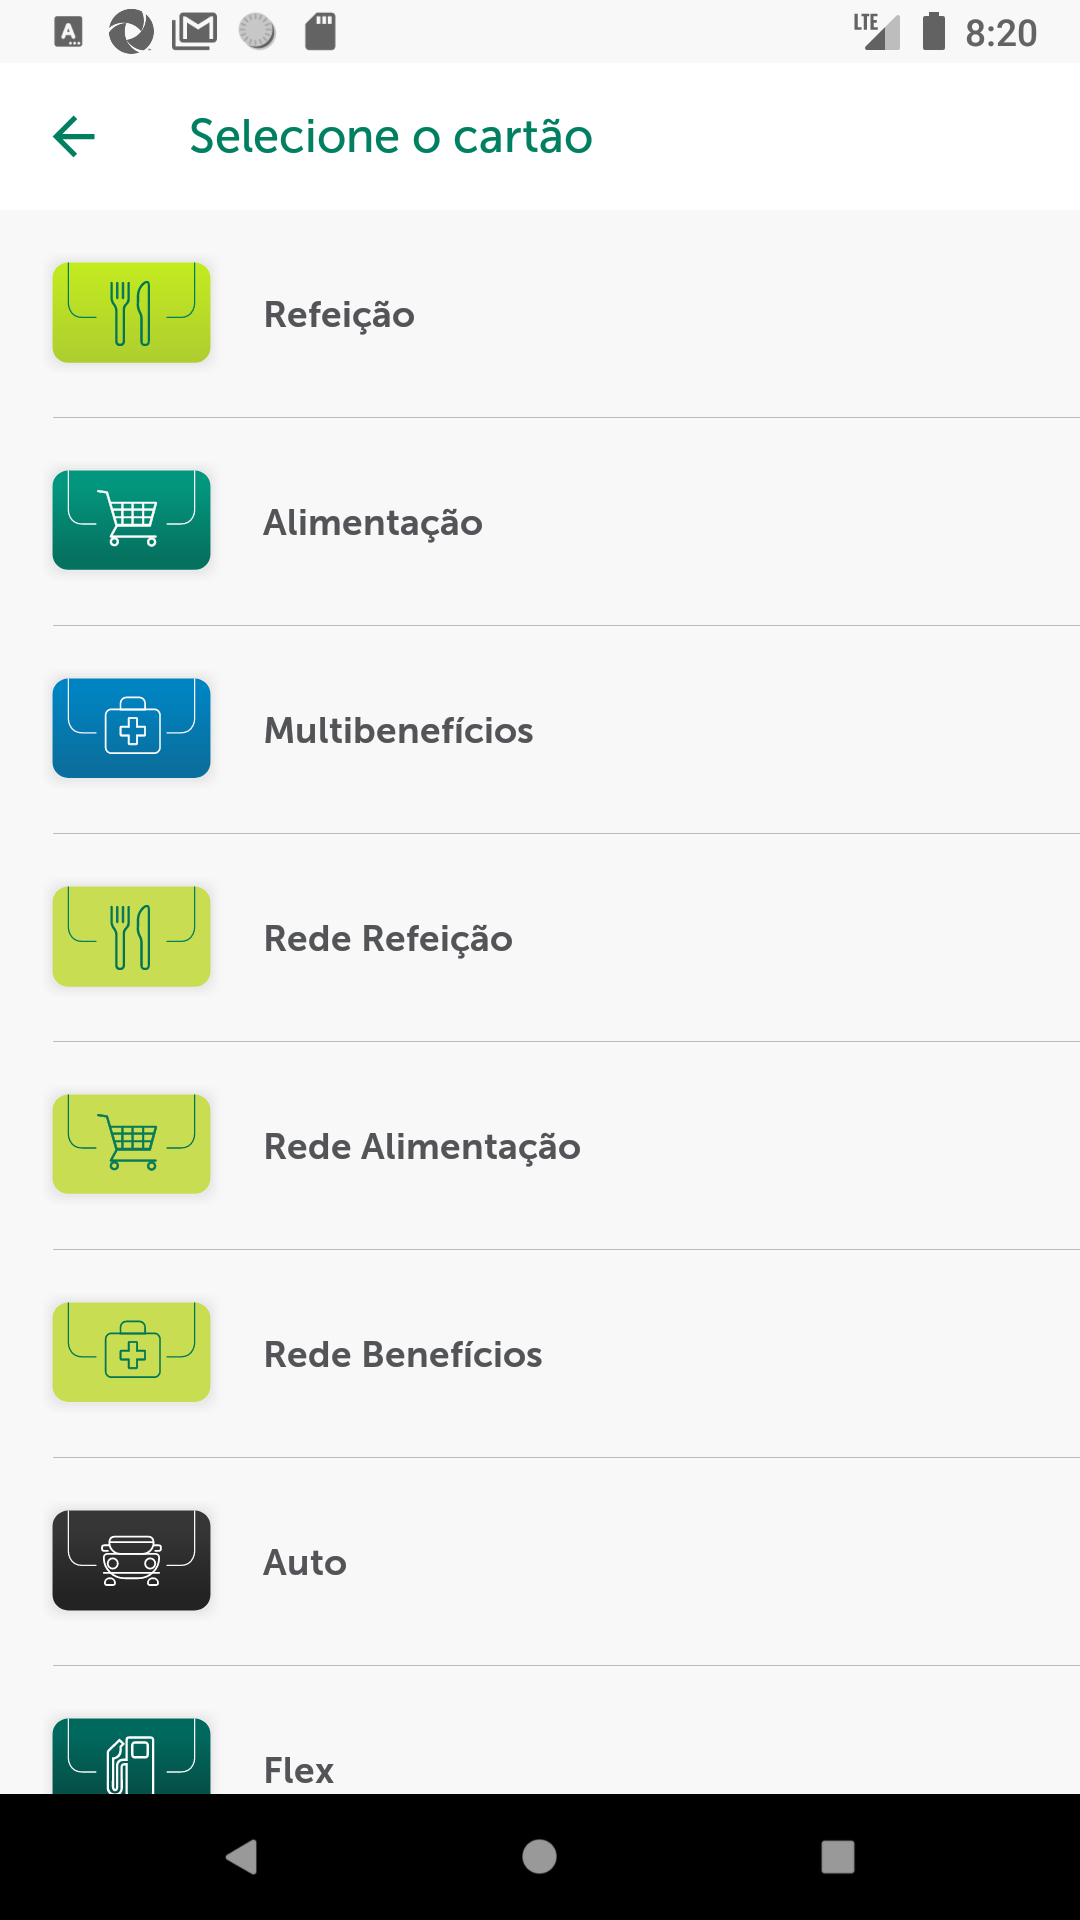 LTE 8:20
Selecione o cartão
Refeição
Alimentação
Multibenefícios
Rede Refeição
Rede Alimentação
Rede Benefícios
Auto
Flex